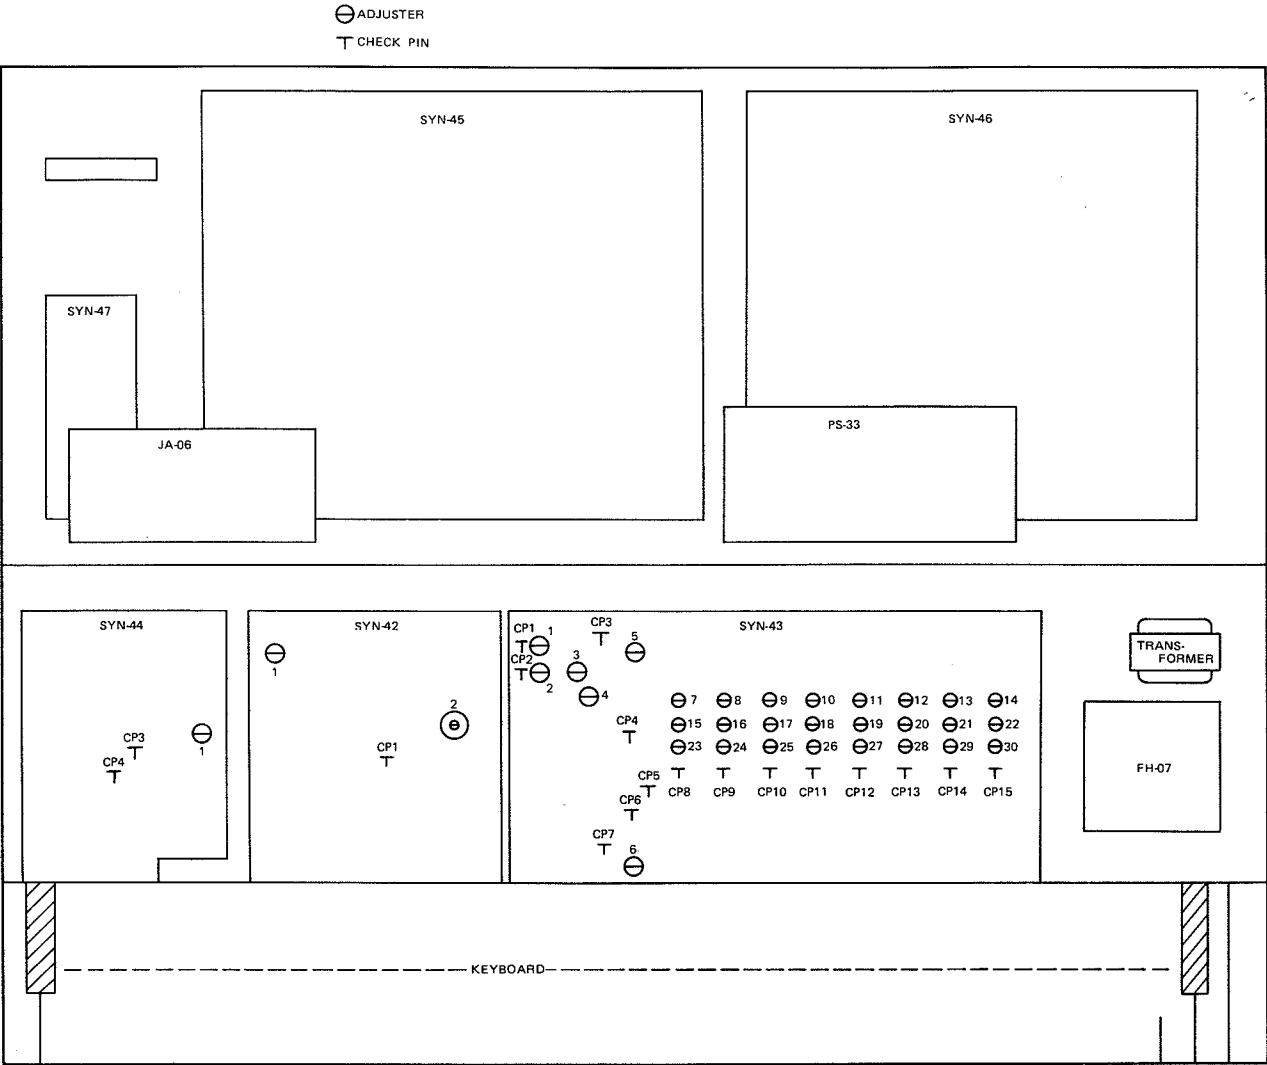 ADJUSTER
CHECK PIN
SYN-45
SYN-46
SYN-47
JA-06
PS-33
SYN-44
SYN-42
SYN-43
CP3
CP4
1
1
2
CP1
CP1
1
CP2
2
3
4
CP3
5
CP4
CP5
CP6
CP7
6
7 8 9 10 11 12 13 14
15 16 17 18 19 20 21 22
23 24 25 26 27 28 29 30
CP8 CP9 CP10 CP11 CP12 CP13 CP14 CP15
TRANS-
FORMER
FH-07
KEYBOARD